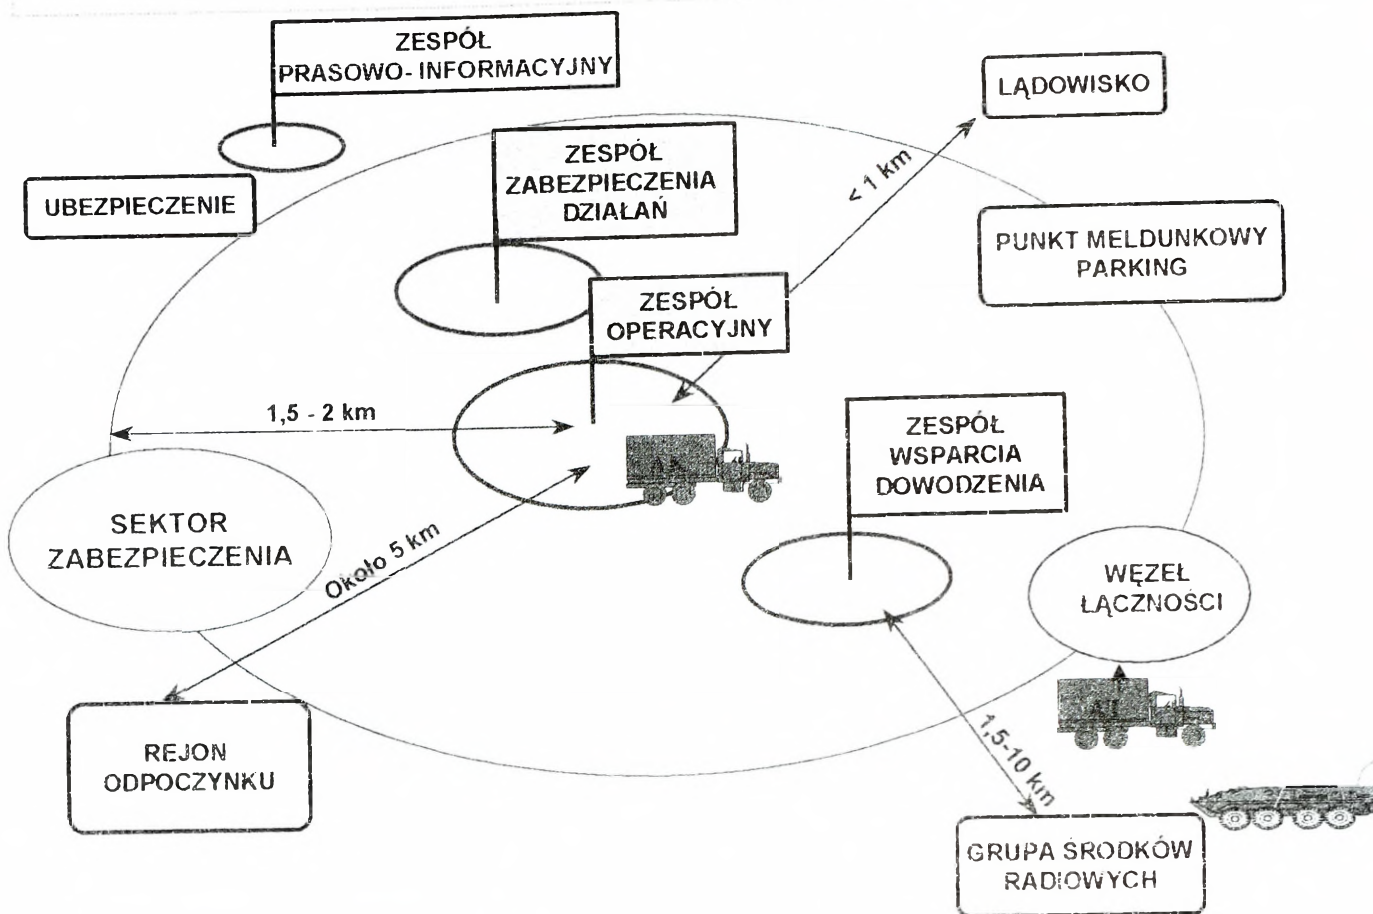 ZESPÓŁ
PRASOWO- INFORMACYJNY
LĄDOWISKO
ZESPÓŁ
ZABEZPIECZENIA
DZIAŁAŃ
< 1 km
UBEZPIECZENIE
PUNKT MELDUNKOWY
PARKING
ZESPÓŁ
OPERACYJNY
1,5 - 2 km
ZESPÓŁ
WSPARCIA
DOWODZENIA
SEKTOR
ZABEZPIECZENIA
Około 5 km
WĘZEŁ
ŁĄCZNOŚCI
REJON
ODPOCZYNKU
1,5-10 km
GRUPA ŚRODKÓW
RADIOWYCH